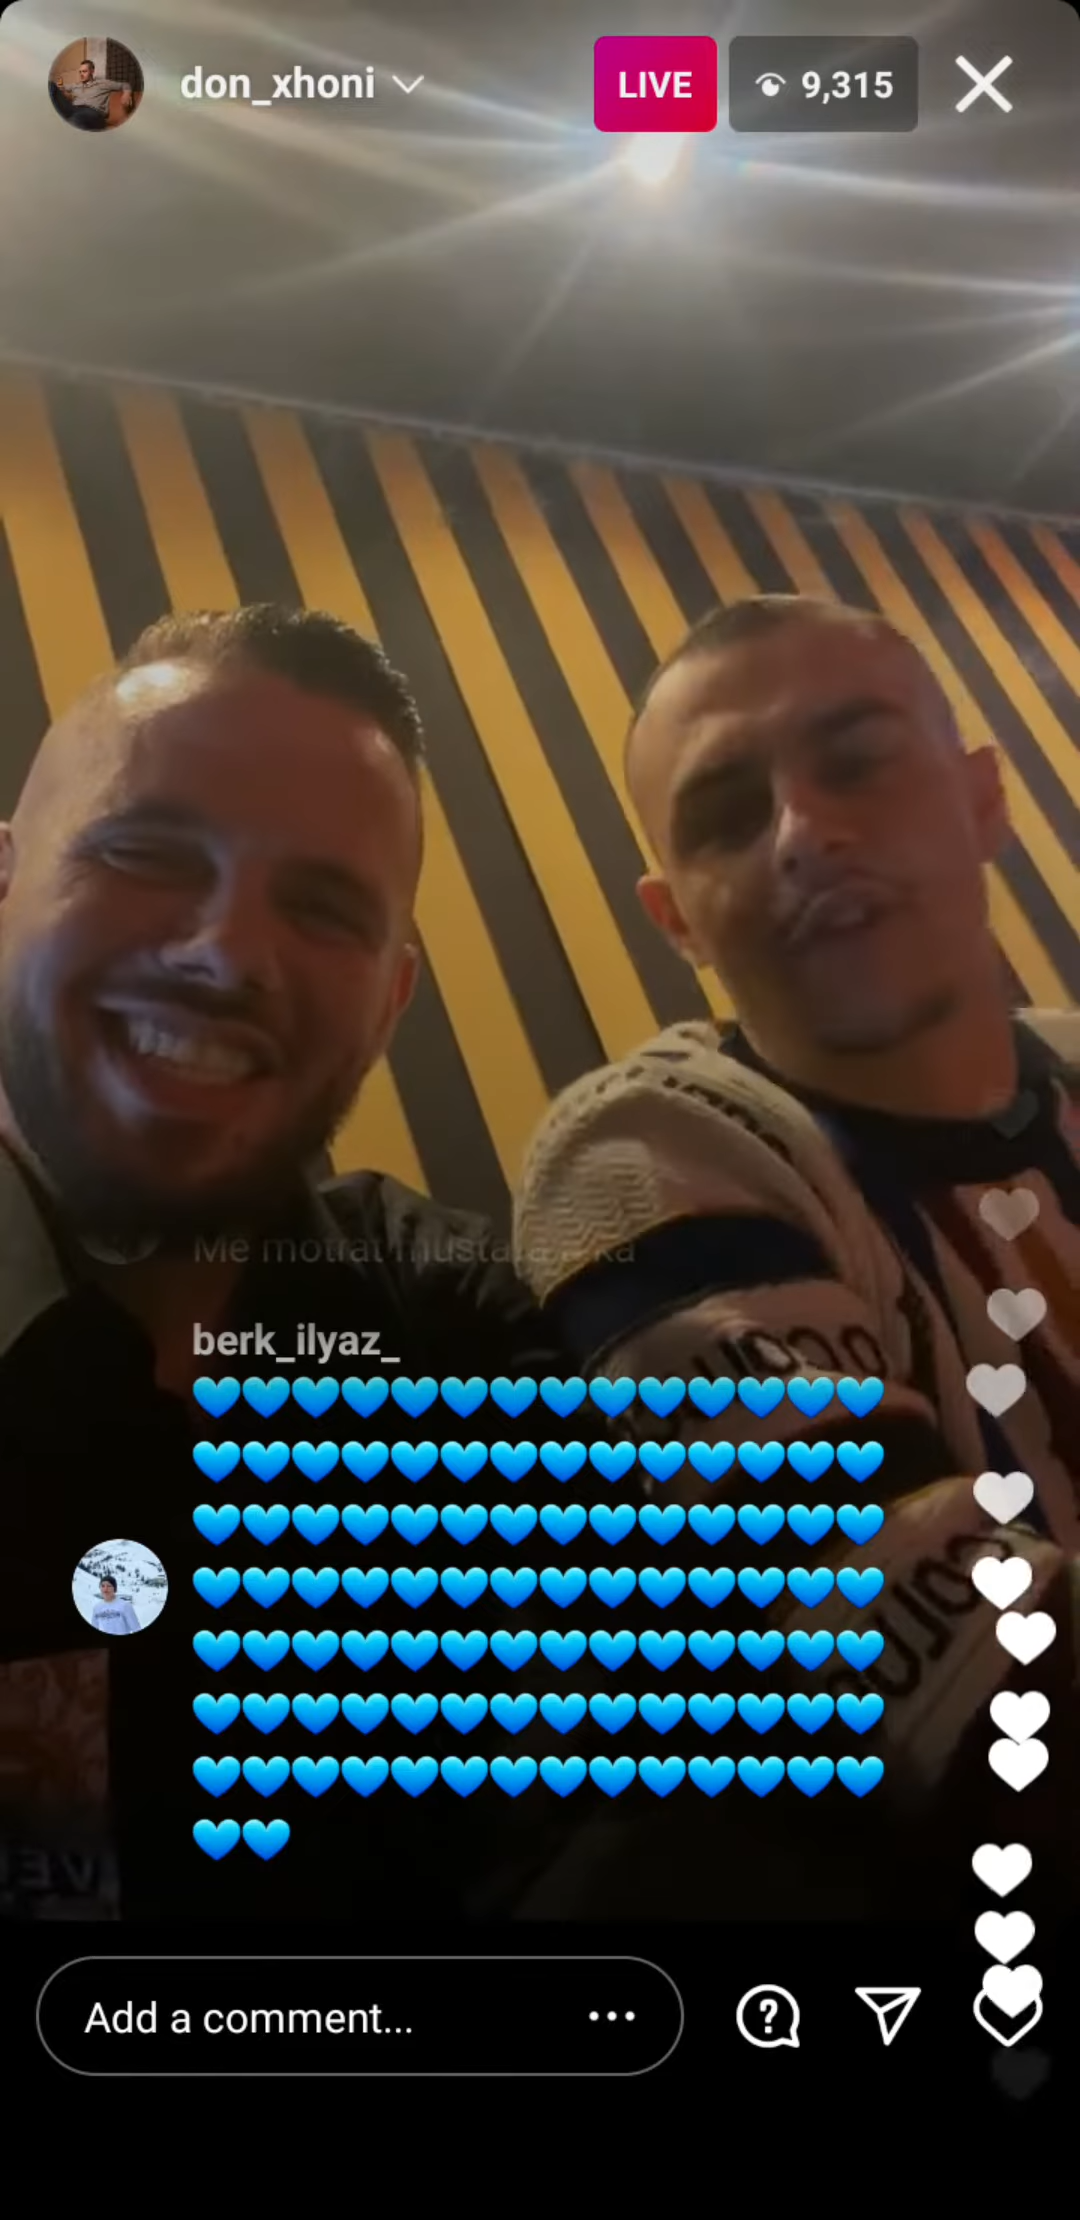 don_xhoni
LIVE
9,315
Me motrat
berk_ilyaz_
💙💙💙💙💙💙💙💙💙💙💙💙💙💙
💙💙💙💙💙💙💙💙💙💙💙💙💙💙
💙💙💙💙💙💙💙💙💙💙💙💙💙💙
💙💙💙💙💙💙💙💙💙💙💙💙💙💙
💙💙💙💙💙💙💙💙💙💙💙💙💙💙
💙💙💙💙💙💙💙💙💙💙💙💙💙💙
💙💙💙💙💙💙💙💙💙💙💙💙💙💙
💙💙
Add a comment...